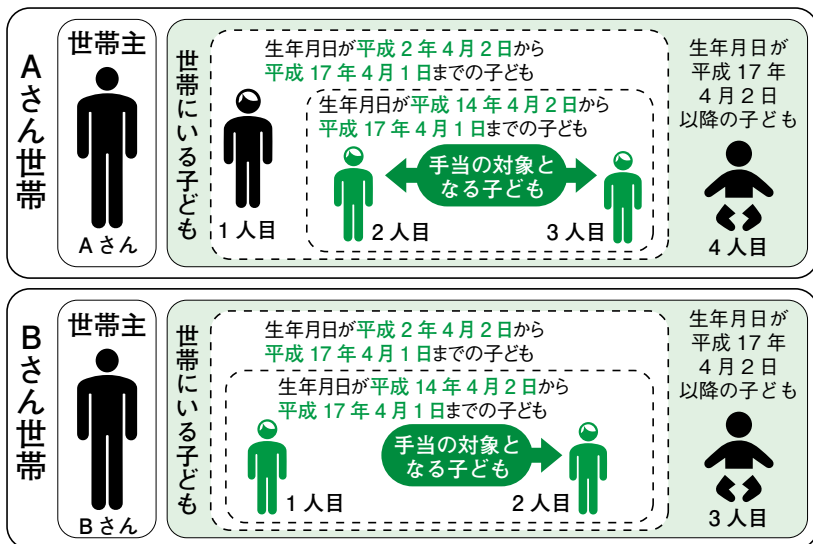 Aさん世帯
世帯主
Aさん
世帯にいる子ども
生年月日が平成2年4月2日から
平成17年4月1日までの子ども
生年月日が平成14年4月2日から
平成17年4月1日までの子ども
手当の対象と
なる子ども
1人目
2人目
3人目
生年月日が
平成17年
4月2日
以降の子ども
4人目
Bさん世帯
世帯主
Bさん
世帯にいる子ども
生年月日が平成2年4月2日から
平成17年4月1日までの子ども
生年月日が平成14年4月2日から
平成17年4月1日までの子ども
手当の対象と
なる子ども
1人目
2人目
生年月日が
平成17年
4月2日
以降の子ども
3人目